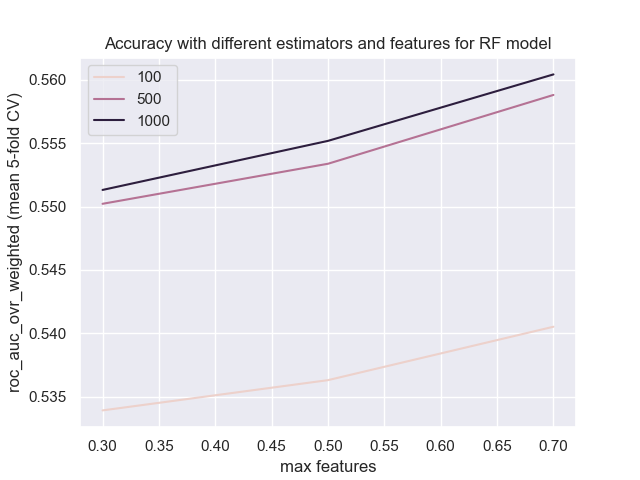 Accuracy with different estimators and features for RF model
100
500
1000
roc_auc_ovr_weighted (mean 5-fold CV)
0.560
0.555
0.550
0.545
0.540
0.535
0.30 0.35 0.40 0.45 0.50 0.55 0.60 0.65 0.70
max features